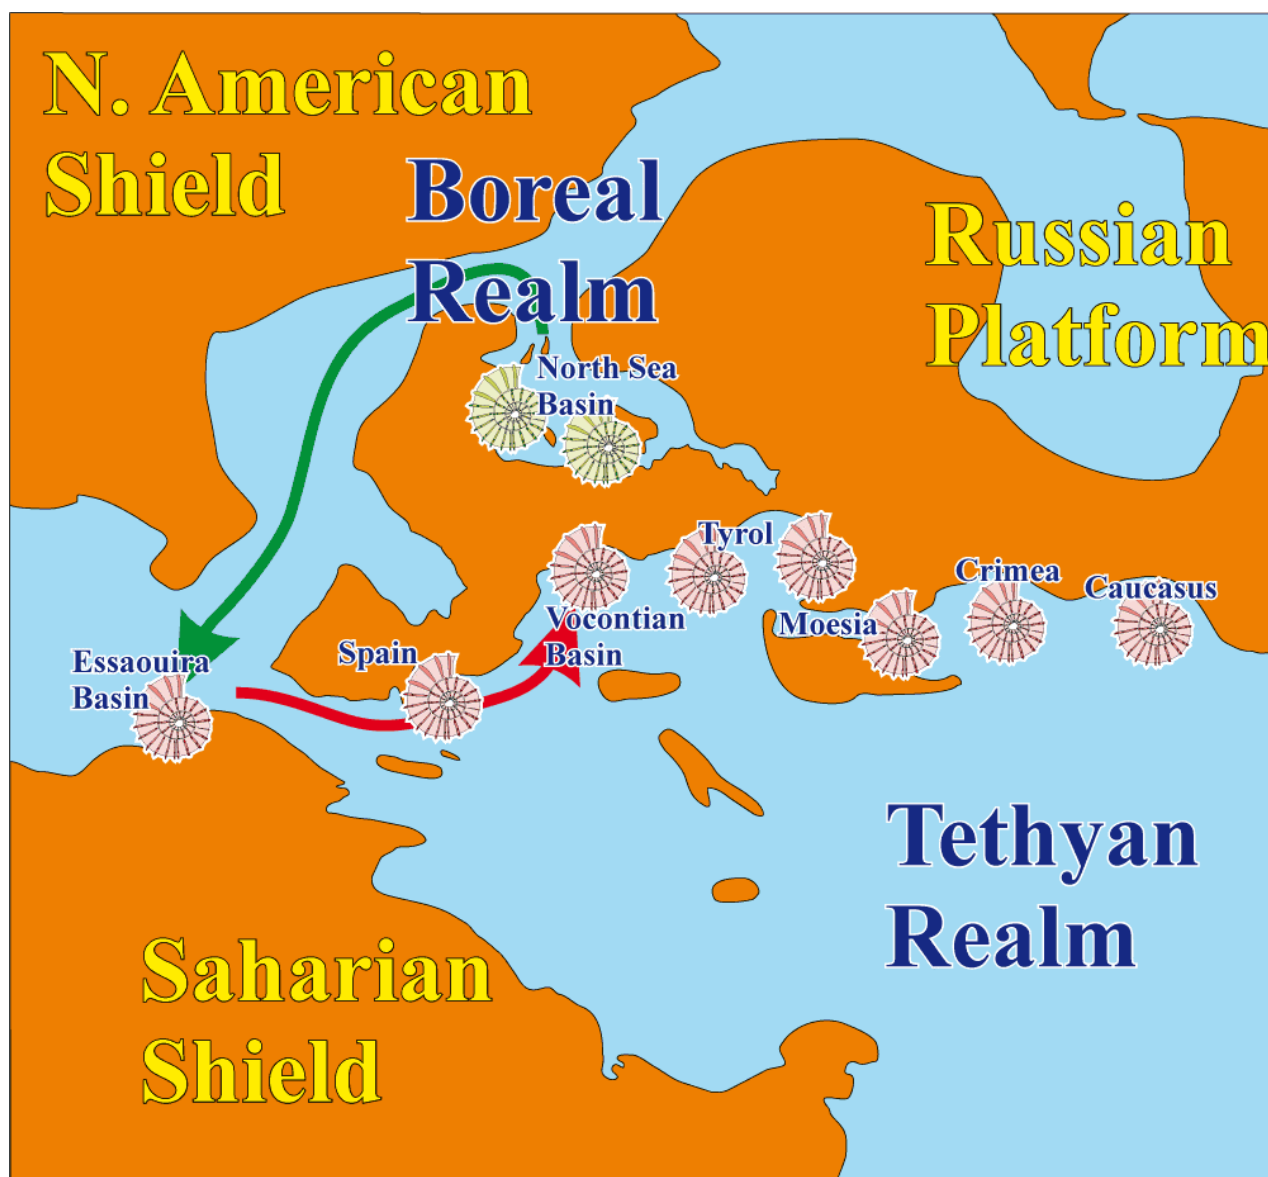 N. American
Shield
Boreal
Realm
Russian
Platform
North Sea
Basin
Tyrol
Crimea
Caucasus
Vocontian
Basin
Moesia
Spain
Essaouira
Basin
Tethyan
Realm
Saharian
Shield